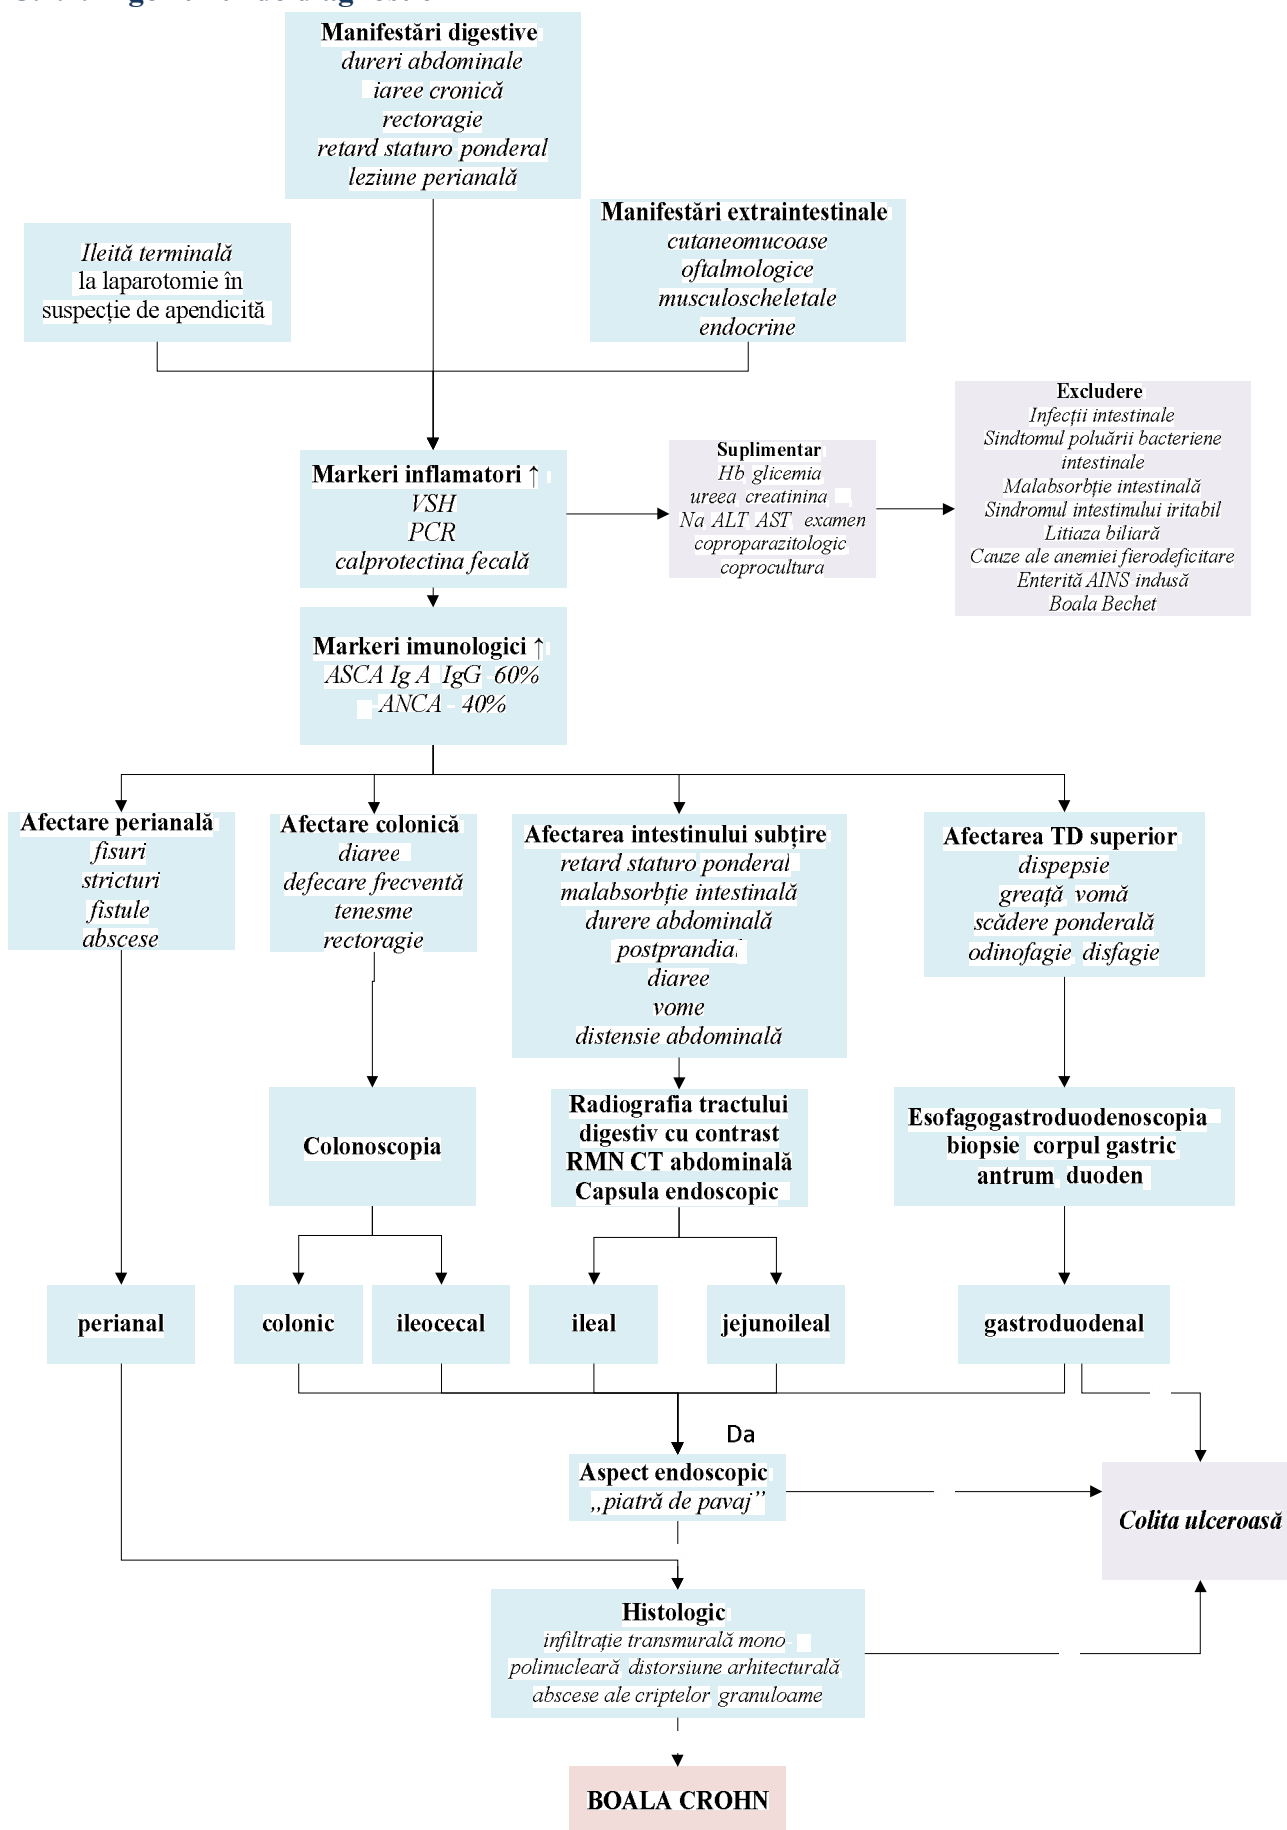 Manifestări digestive
dureri abdominale
iaree cronică
rectoragie
retard staturo ponderal
leziune perianală
Manifestări extraintestinale
cutaneomucoase
oftalmologice
musculoscheletale
endocrine
Ileită terminală
la laparotomie în
suspecție de apendicită
Excludere
Infecții intestinale
Sindtomul poluării bacteriene
intestinale
Malabsorbție intestinală
Sindromul intestinului iritabil
Litiaza biliară
Cauze ale anemiei fierodeficitare
Enterită AINS indusă
Boala Bechet
Suplimentar
Hb glicemia
ureea creatinina
Na ALT AST examen
coproparazitologic
coprocultura
Markeri inflamatori ↑
VSH
PCR
calprotectina fecală
Markeri imunologici ↑
ASCA Ig A IgG -60%
-ANCA - 40%
Afectare perianală
fisuri
stricturi
fistule
abscese
Afectare colonică
diaree
defecare frecventă
tenesme
rectoragie
Afectarea intestinului subțire
retard staturo ponderal
malabsorbție intestinală
durere abdominală
postprandial
diaree
vome
distensie abdominală
Afectarea TD superior
dispepsie
greață vomă
scădere ponderală
odinofagie disfagie
Colonoscopia
Radiografia tractului
digestiv cu contrast
RMN CT abdominală
Capsula endoscopic
Esofagogastroduodenoscopia
biopsie corpul gastric
antrum duoden
perianal
colonic
ileocecal
ileal
jejunoileal
gastroduodenal
Da
Aspect endoscopic
,,piatră de pavaj”
Colita ulceroasă
Histologic
infiltrație transmurală mono-
polinucleară distorsiune arhitecturală
abscese ale criptelor granuloame
BOALA CROHN